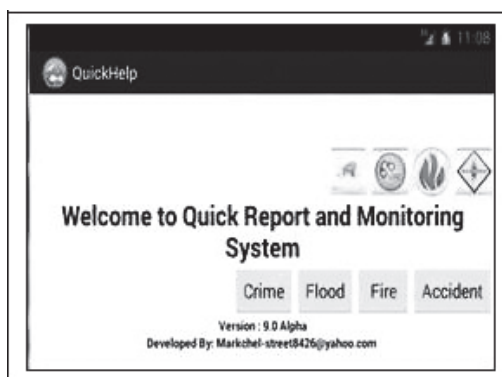 11:08
QuickHelp
Welcome to Quick Report and Monitoring
System
Crime Flood Fire Accident
Version : 9.0 Alpha
Developed By: Markchel-street8426@yahoo.com